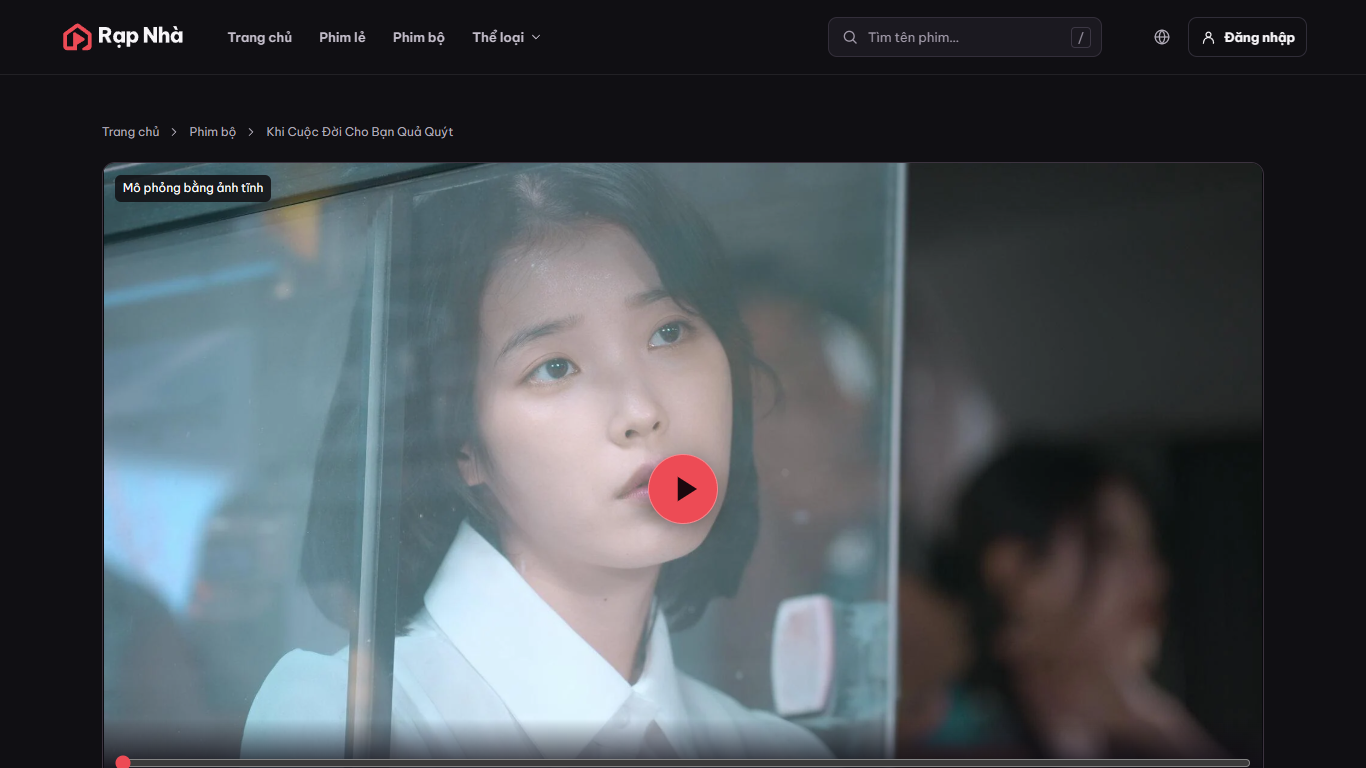 Rạp Nhà
Trang chủ
Phim lẻ
Phim bộ
Thể loại
Tìm tên phim...
/
Đăng nhập
Trang chủ > Phim bộ > Khi Cuộc Đời Cho Bạn Quả Quýt
Mô phỏng bằng ảnh tĩnh